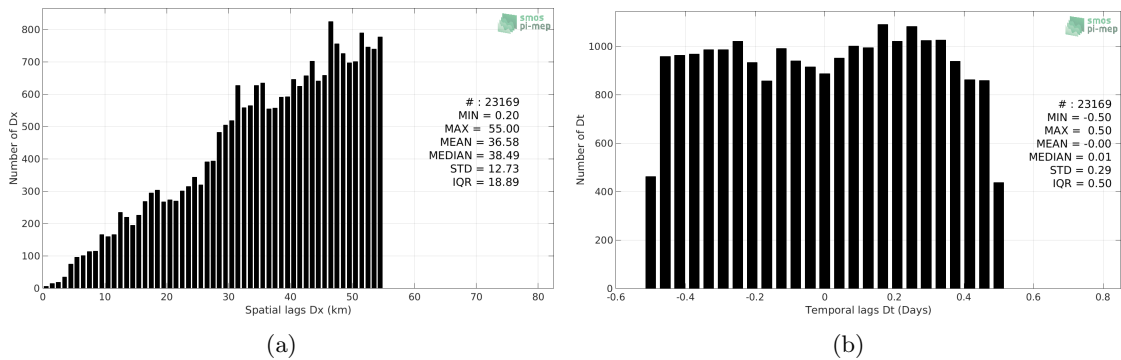 800
700
600
500
400
300
200
100
0
Number of Dx
0 10 20 30 40 50 60 70 80
Spatial lags Dx (km)
smos
pi-mep
# : 23169
MIN = 0.20
MAX = 55.00
MEAN = 36.58
MEDIAN = 38.49
STD = 12.73
IQR = 18.89
(a)
1000
800
600
400
200
0
Number of Dt
-0.6 -0.4 -0.2 0 0.2 0.4 0.6 0.8
Temporal lags Dt (Days)
smos
pi-mep
# : 23169
MIN = -0.50
MAX = 0.50
MEAN = -0.00
MEDIAN = 0.01
STD = 0.29
IQR = 0.50
(b)